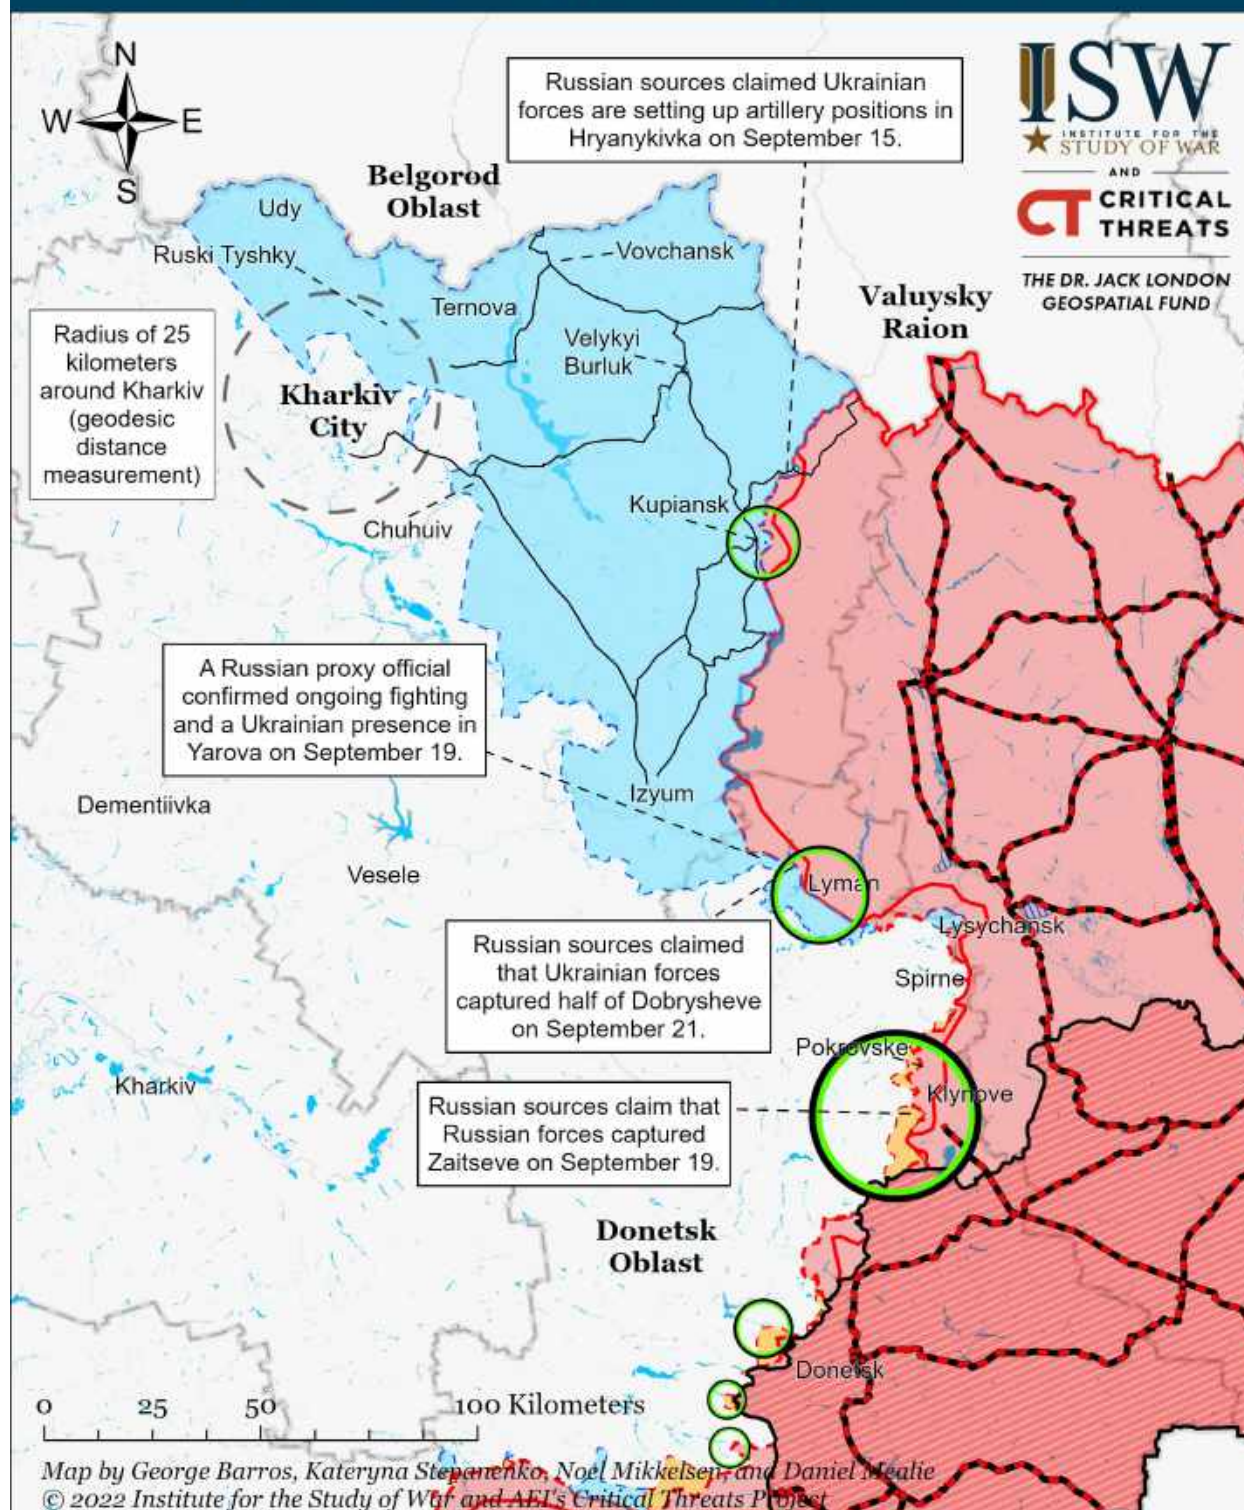 N
W E
S
Russian sources claimed Ukrainian
forces are setting up artillery positions in
Hryanykivka on September 15.
ISW
INSTITUTE FOR THE
STUDY OF WAR
AND
CT CRITICAL
THREATS
THE DR. JACK LONDON
GEOSPATIAL FUND
Belgorod
Oblast
Udy
Ruski Tyshky
Vovchansk
Ternova
Valuysky
Raion
Velykyi
Burluk
Radius of 25
kilometers
around Kharkiv
(geodesic
distance
measurement)
Kharkiv
City
Kupiansk
Chuhuiv
A Russian proxy official
confirmed ongoing fighting
and a Ukrainian presence in
Yarova on September 19.
Izyum
Dementiivka
Vesele
Lyman
Lysychansk
Russian sources claimed
that Ukrainian forces
captured half of Dobrysheve
on September 21.
Spirne
Pokrovske
Kharkiv
Klynove
Russian sources claim that
Russian forces captured
Zaitseve on September 19.
Donetsk
Oblast
Donetsk
0 25 50 100 Kilometers
Map by George Barros, Kateryna Stepanenko, Noel Mikkelsen, and Daniel Mealie
© 2022 Institute for the Study of War and AEI's Critical Threats Project